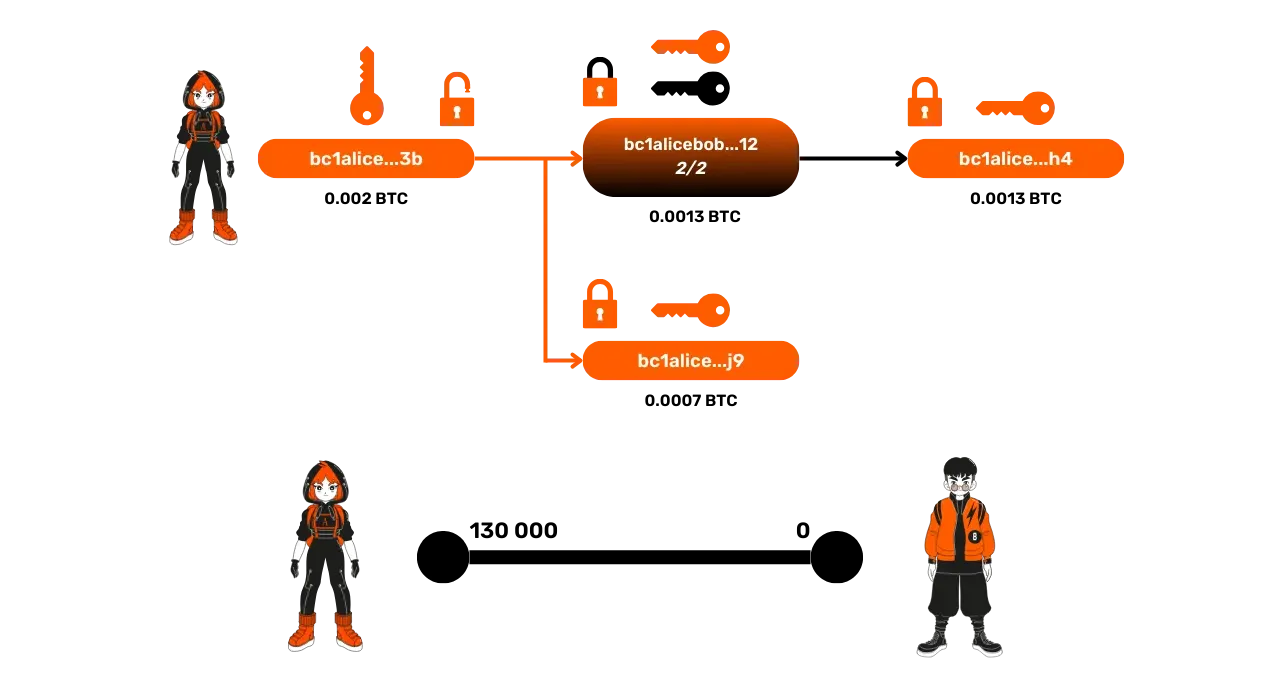 bc1alice...3b
0.002 BTC
bc1alicebob...12
2/2
0.0013 BTC
bc1alice...h4
0.0013 BTC
bc1alice...j9
0.0007 BTC
130 000
0
A
A
8